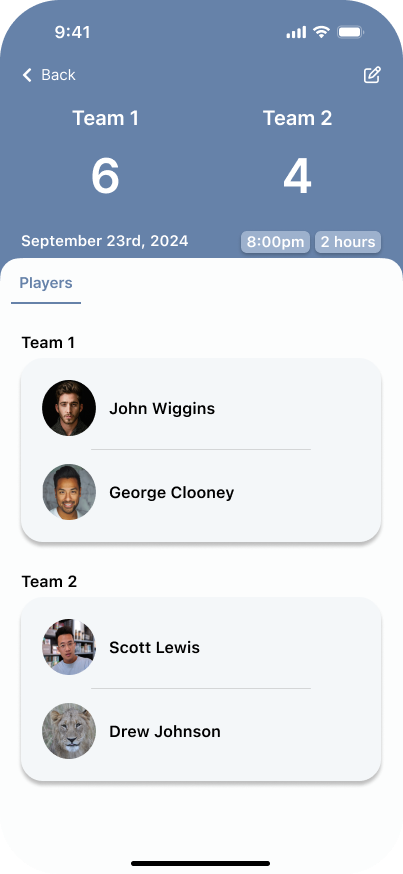 9:41
Back
Team 1 Team 2
6 4
September 23rd, 2024 8:00pm 2 hours
Players
Team 1
John Wiggins
George Clooney
Team 2
Scott Lewis
Drew Johnson